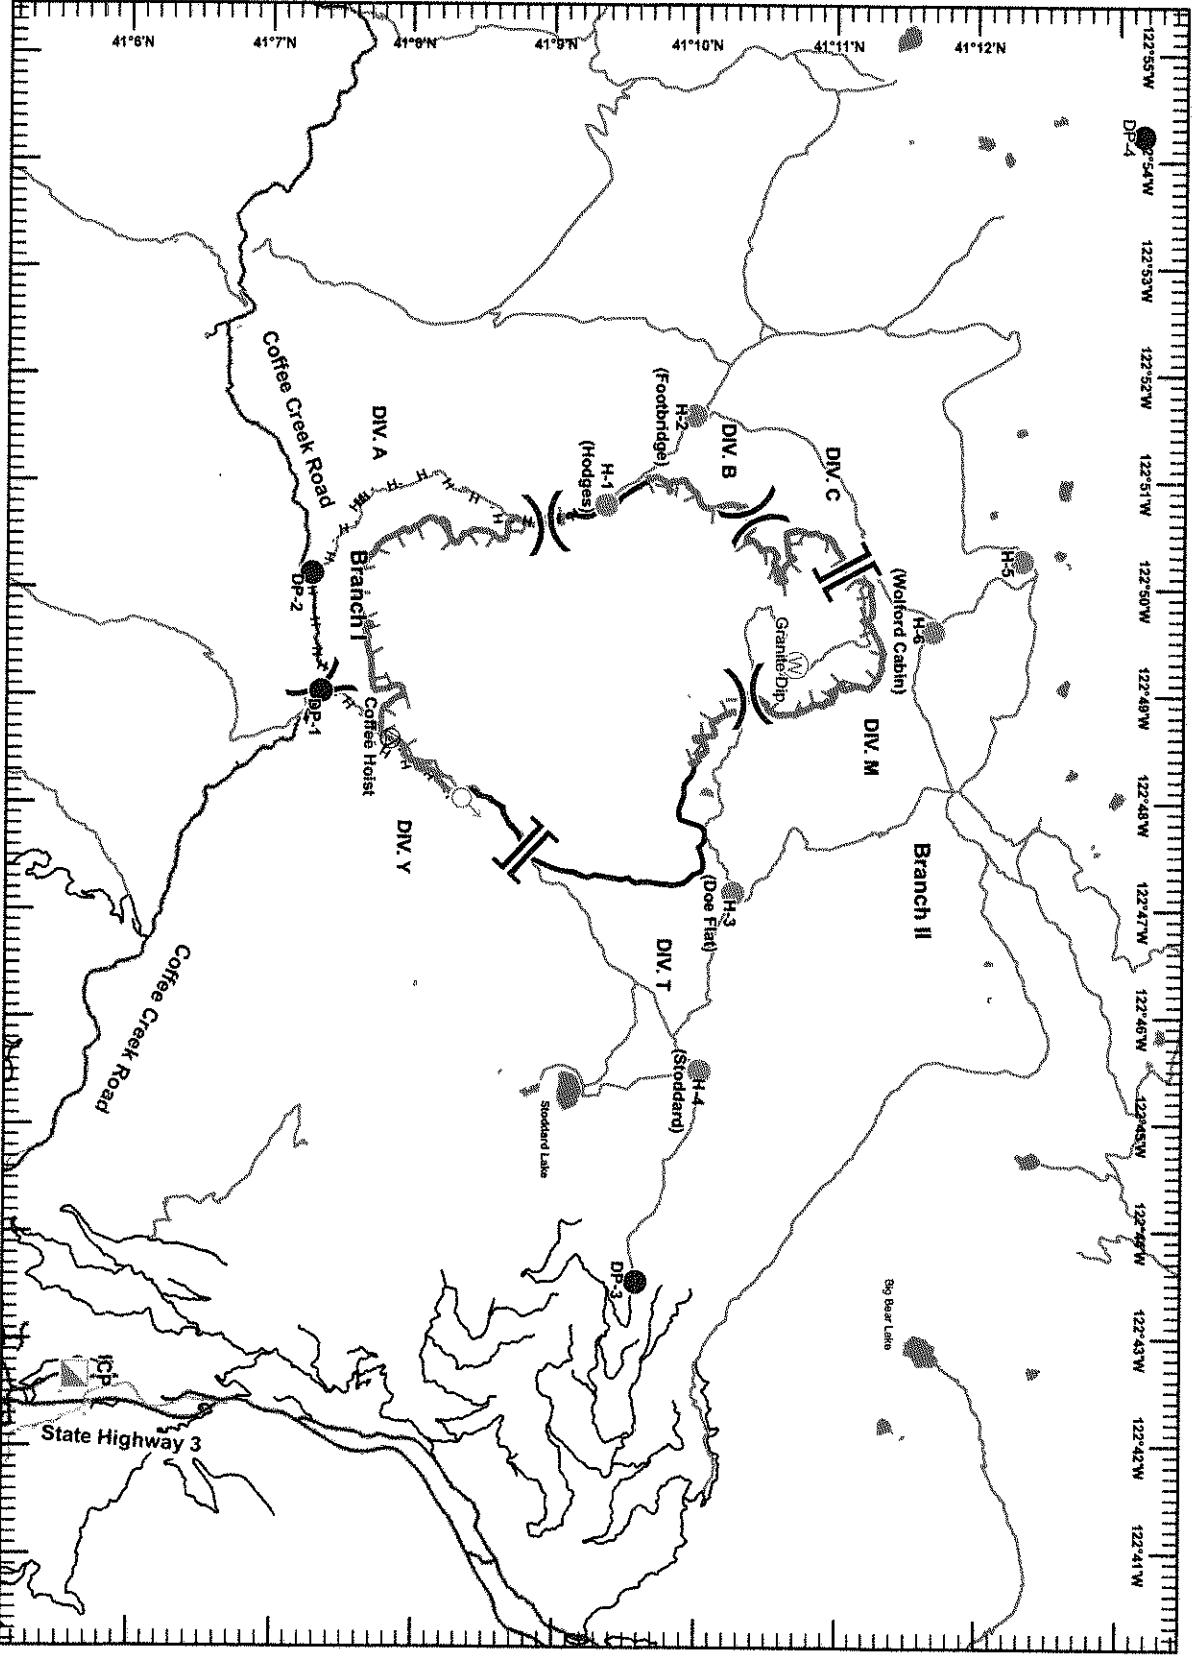 41°6'N
41°7'N
41°8'N
41°9'N
41°10'N
41°11'N
41°12'N
122°55'W
122°53'W
122°52'W
122°51'W
122°50'W
122°49'W
122°48'W
122°47'W
122°46'W
122°45'W
122°43'W
122°42'W
122°41'W
DP-4
H-5
H-6
(Wolford Cabin)
DIV. C
DIV. B
H-2
(Footbridge)
H-1
(Hodges)
DIV. A
Coffee Creek Road
DP-2
Branch I
DP-1
Coffee Hoist
DIV. Y
W
Granite Dip
DIV. M
Branch II
H-3
(Doe Flat)
DIV. T
H-4
(Stoddard)
Stoddard Lake
Coffee Creek Road
DP-3
Big Bear Lake
ICP
State Highway 3